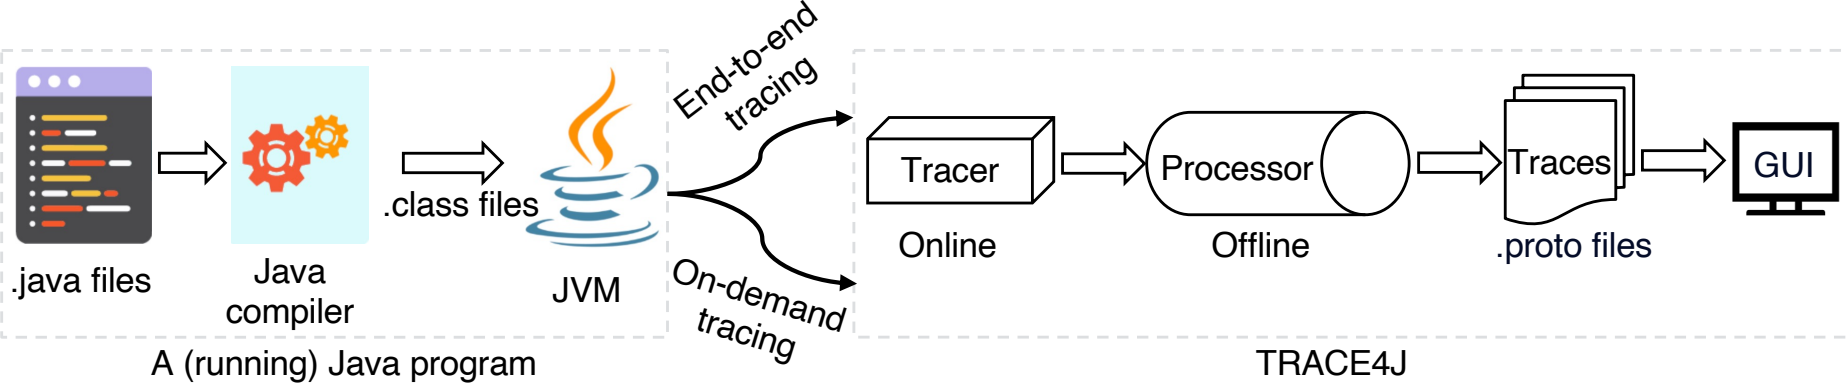 .java files
Java
compiler
.class files
JVM
A (running) Java program
End-to-end
tracing
On-demand
tracing
Tracer
Online
Processor
Offline
Traces
.proto files
GUI
TRACE4J